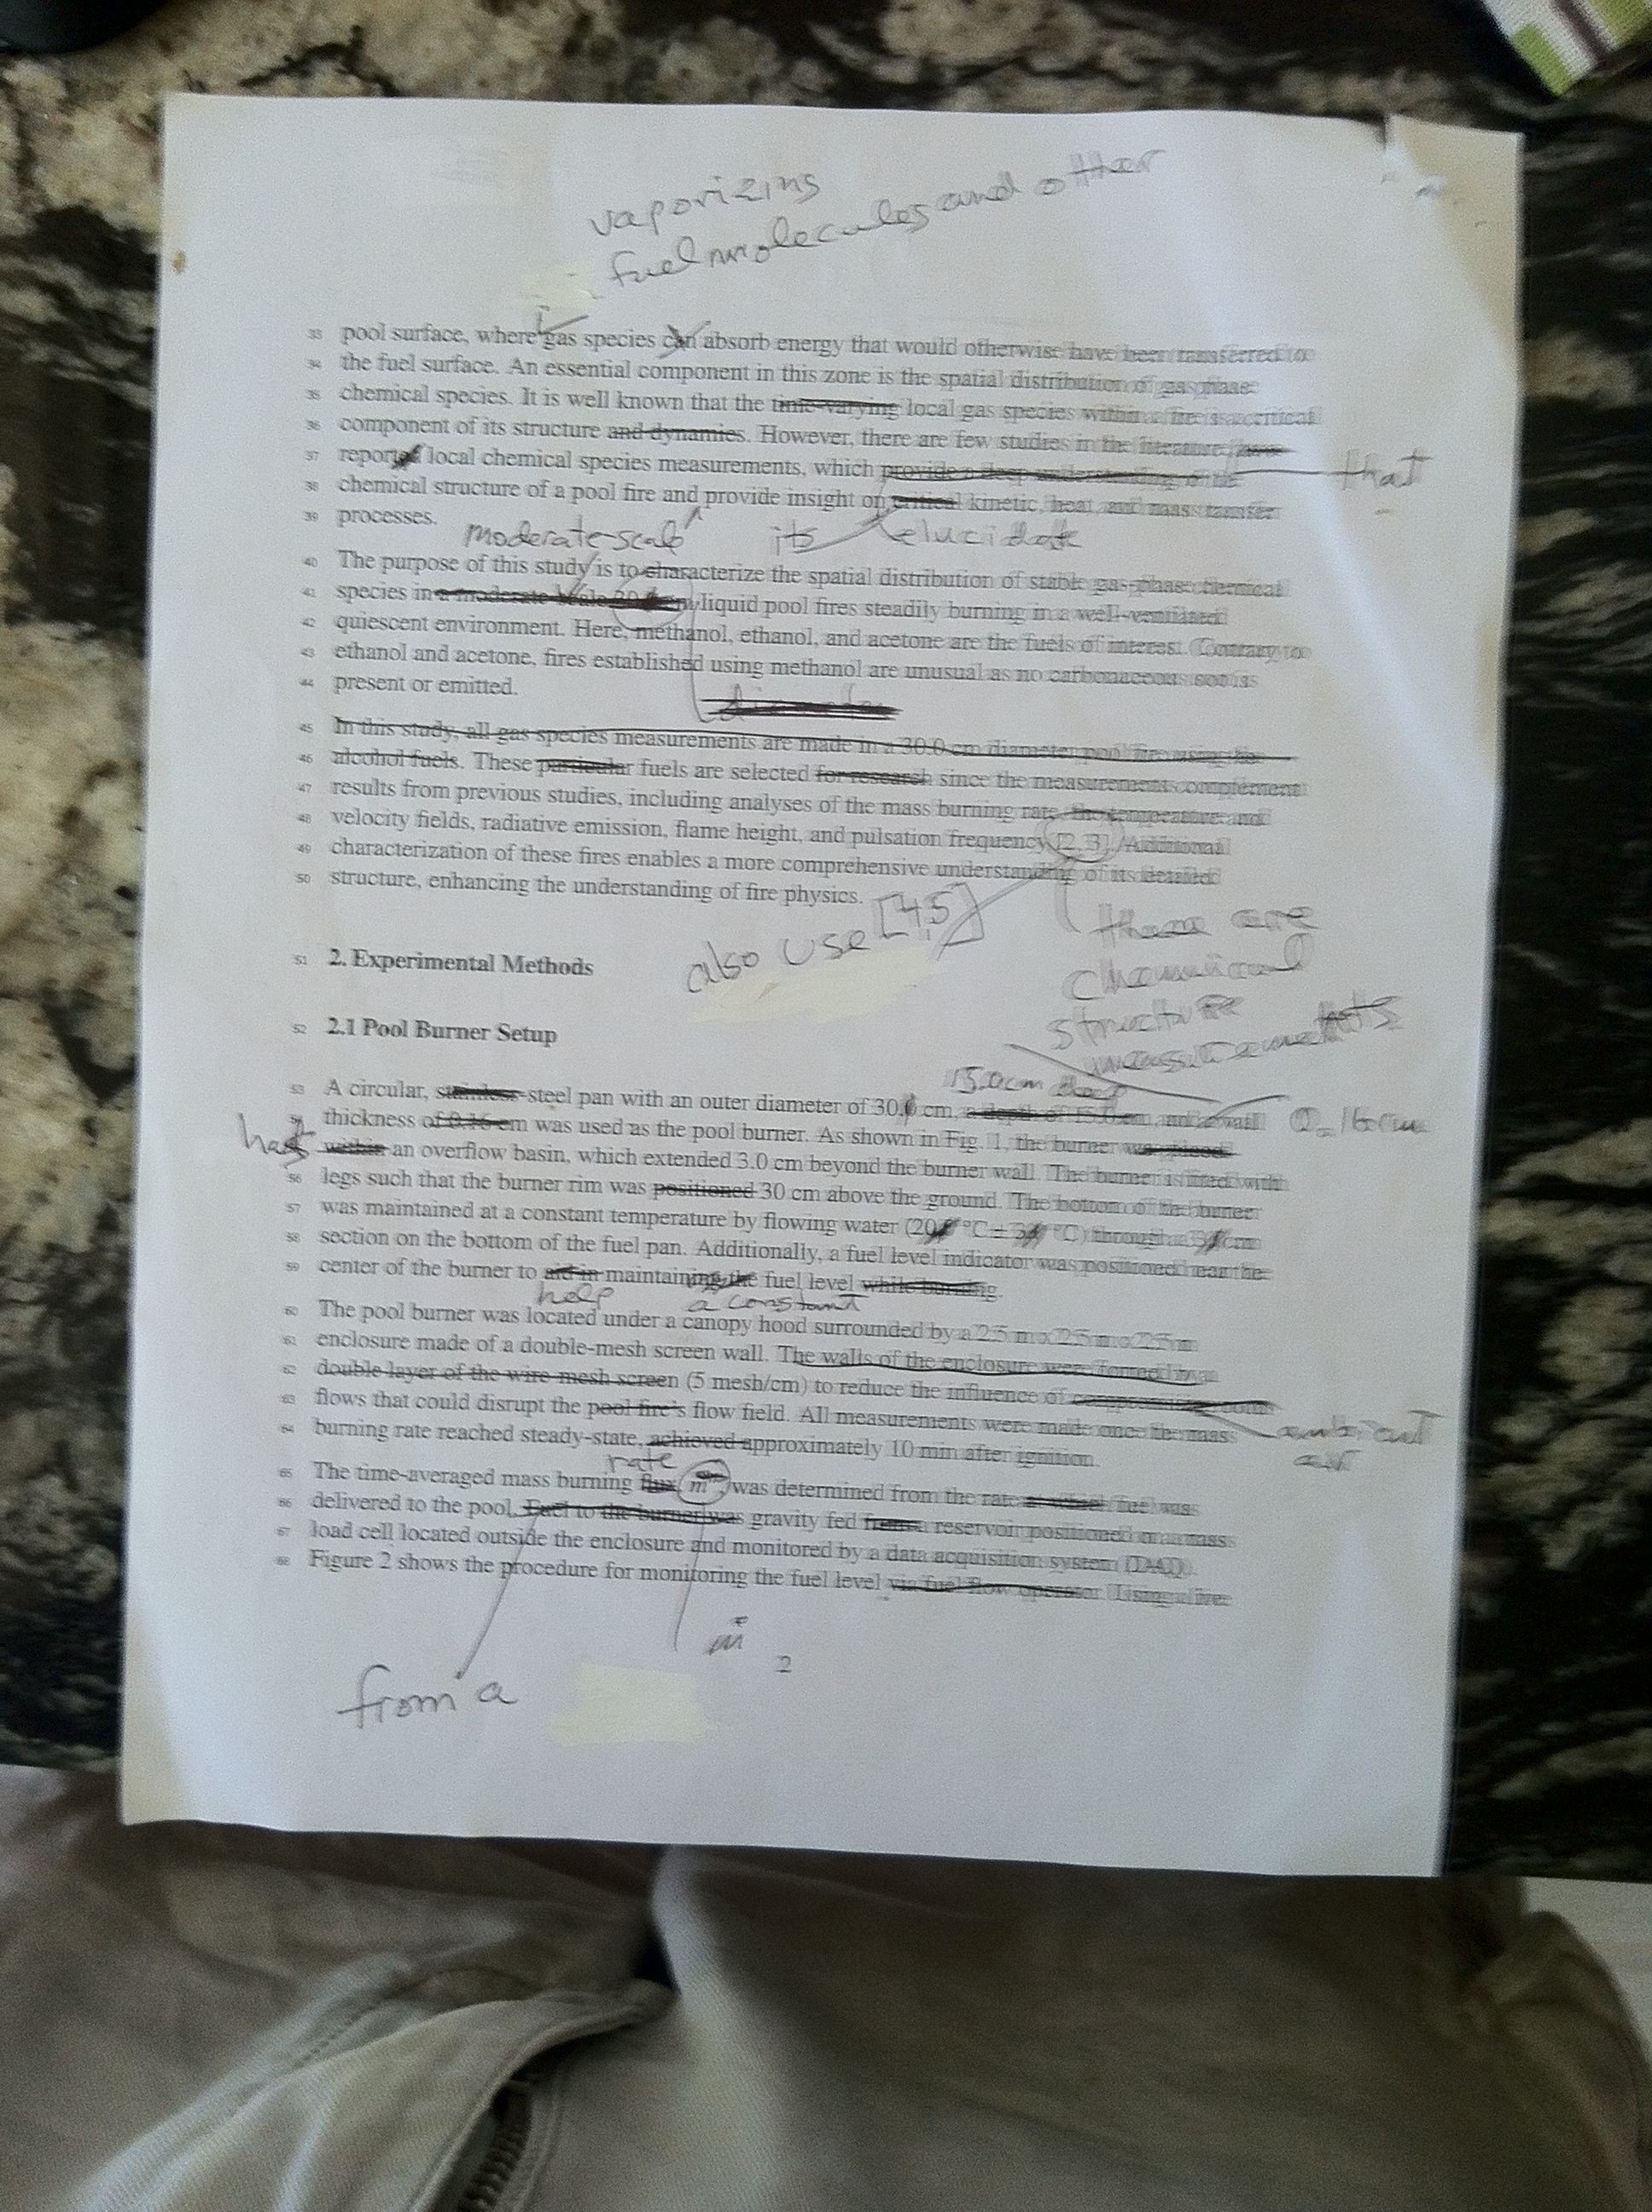 vaporizing
fuel molecules and other
33 pool surface, where gas species can absorb energy that would otherwise have been transferred to
34 the fuel surface. An essential component in this zone is the spatial distribution of gas-phase
35 chemical species. It is well known that the time-varying local gas species within a fire is a critical
36 component of its structure and dynamics. However, there are few studies in the literature have
37 reported local chemical species measurements, which provide a deep understanding of the
that
38 chemical structure of a pool fire and provide insight on critical kinetic, heat, and mass transfer
39 processes.
moderate-scale its elucidate
40 The purpose of this study is to characterize the spatial distribution of stable gas-phase chemical
41 species in a moderate-scale liquid pool fires steadily burning in a well-ventilated
42 quiescent environment. Here, methanol, ethanol, and acetone are the fuels of interest. Contrary to
43 ethanol and acetone, fires established using methanol are unusual as no carbonaceous soot is
44 present or emitted.
45 In this study, all gas species measurements are made in a 30.0 cm diameter pool fire using the
46 alcohol fuels. These particular fuels are selected for research since the measurements complement
47 results from previous studies, including analyses of the mass burning rate, the temperature and
48 velocity fields, radiative emission, flame height, and pulsation frequency [2, 3]. Additional
49 characterization of these fires enables a more comprehensive understanding of its detailed
50 structure, enhancing the understanding of fire physics.
also use [4,5]
these are
chemical
structure
measurements
51 2. Experimental Methods
52 2.1 Pool Burner Setup
15.0 cm deep
53 A circular, stainless-steel pan with an outer diameter of 30. cm, a depth of 15.0 cm, and a wall
0.16 cm
54 thickness of 0.16 cm was used as the pool burner. As shown in Fig. 1, the burner was placed
has
within an overflow basin, which extended 3.0 cm beyond the burner wall. The burner is fitted with
56 legs such that the burner rim was positioned 30 cm above the ground. The bottom of the burner
57 was maintained at a constant temperature by flowing water (20 °C ± °C) through a 3 cm
58 section on the bottom of the fuel pan. Additionally, a fuel level indicator was positioned near the
59 center of the burner to aid in maintaining the fuel level while burning.
help a constant
60 The pool burner was located under a canopy hood surrounded by a 2.5 m x 2.5 m x 2.5 m
61 enclosure made of a double-mesh screen wall. The walls of the enclosure were formed by a
62 double layer of the wire-mesh screen (5 mesh/cm) to reduce the influence of
63 flows that could disrupt the pool fire's flow field. All measurements were made once the mass
ambient
air
64 burning rate reached steady-state, achieved approximately 10 min after ignition.
rate
65 The time-averaged mass burning flux, was determined from the rate at which fuel was
66 delivered to the pool. Fuel to the burner was gravity fed from a reservoir positioned on a mass
67 load cell located outside the enclosure and monitored by a data acquisition system (DAQ).
68 Figure 2 shows the procedure for monitoring the fuel level via fuel flow operator. Using a live
ṁ
2
from a